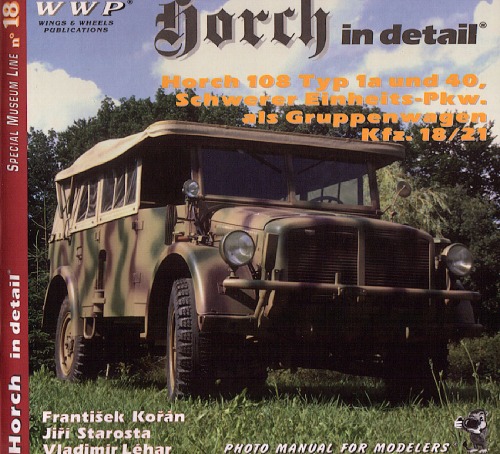 WWP®
WINGS & WHEELS
PUBLICATIONS
Horch in detail®
Horch 108 Typ 1a und 40,
Schwerer Einheits-Pkw.
als Gruppenwagen
Kfz. 18/21
SPECIAL MUSEUM LINE n° 18
Horch in detail®
František Kořán
Jiří Starosta
Vladimír Léhar
PHOTO MANUAL FOR MODELERS